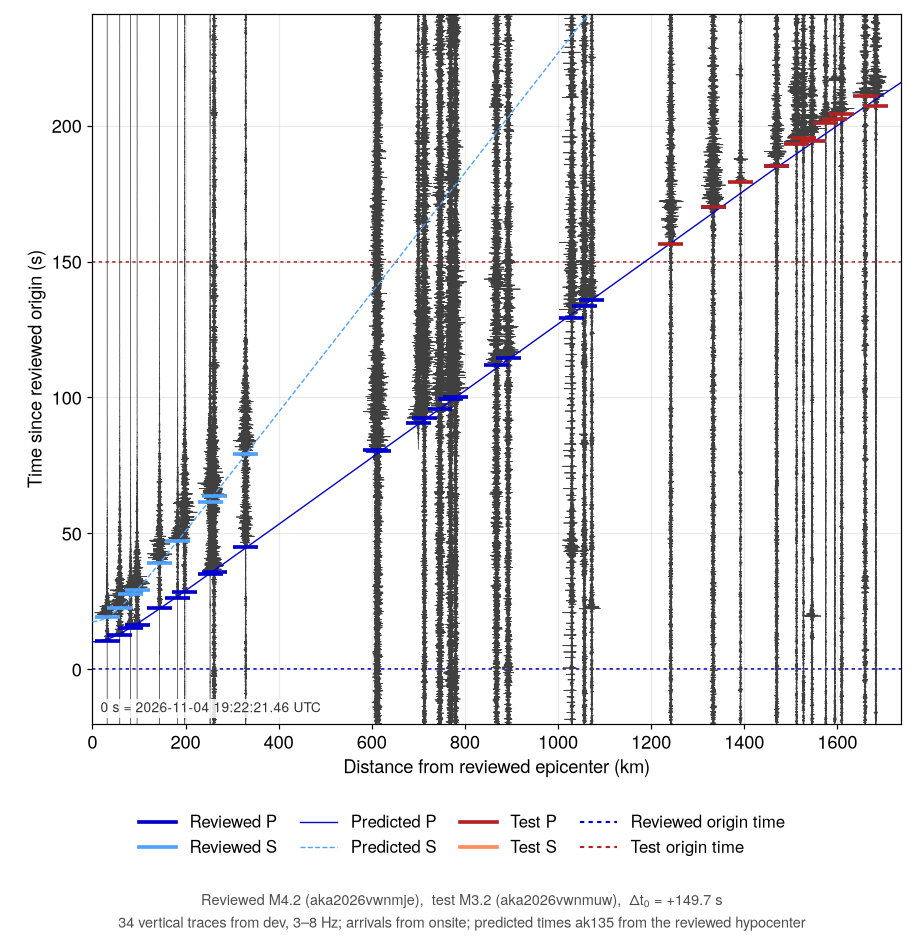 Time since reviewed origin (s)
200
150
100
50
0
0 s = 2026-11-04 19:22:21.46 UTC
0 200 400 600 800 1000 1200 1400 1600
Distance from reviewed epicenter (km)
Reviewed P Predicted P Test P Reviewed origin time
Reviewed S Predicted S Test S Test origin time
Reviewed M4.2 (aka2026vwnmje), test M3.2 (aka2026vwnmuw), Δt₀ = +149.7 s
34 vertical traces from dev, 3–8 Hz; arrivals from onsite; predicted times ak135 from the reviewed hypocenter